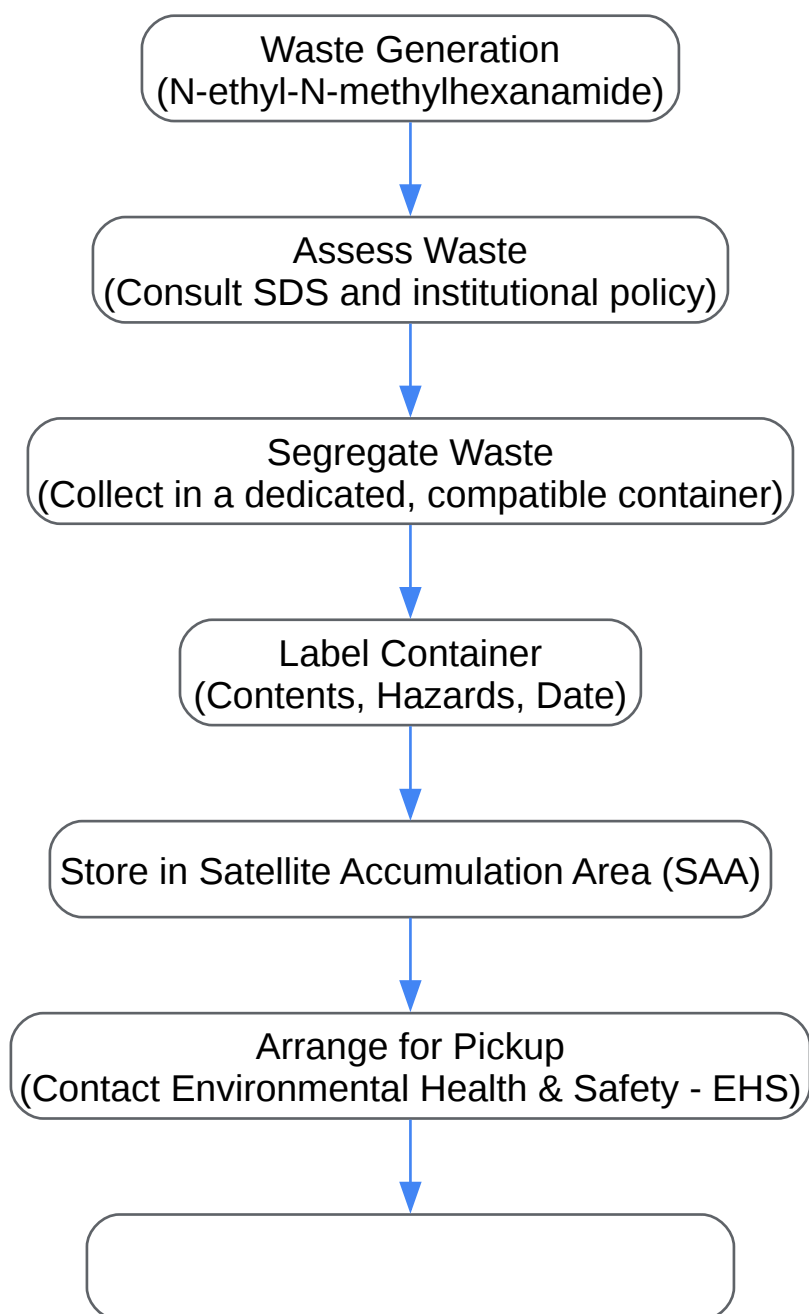 Waste Generation
(N-ethyl-N-methylhexanamide)
Assess Waste
(Consult SDS and institutional policy)
Segregate Waste
(Collect in a dedicated, compatible container)
Label Container
(Contents, Hazards, Date)
Store in Satellite Accumulation Area (SAA)
Arrange for Pickup
(Contact Environmental Health & Safety - EHS)